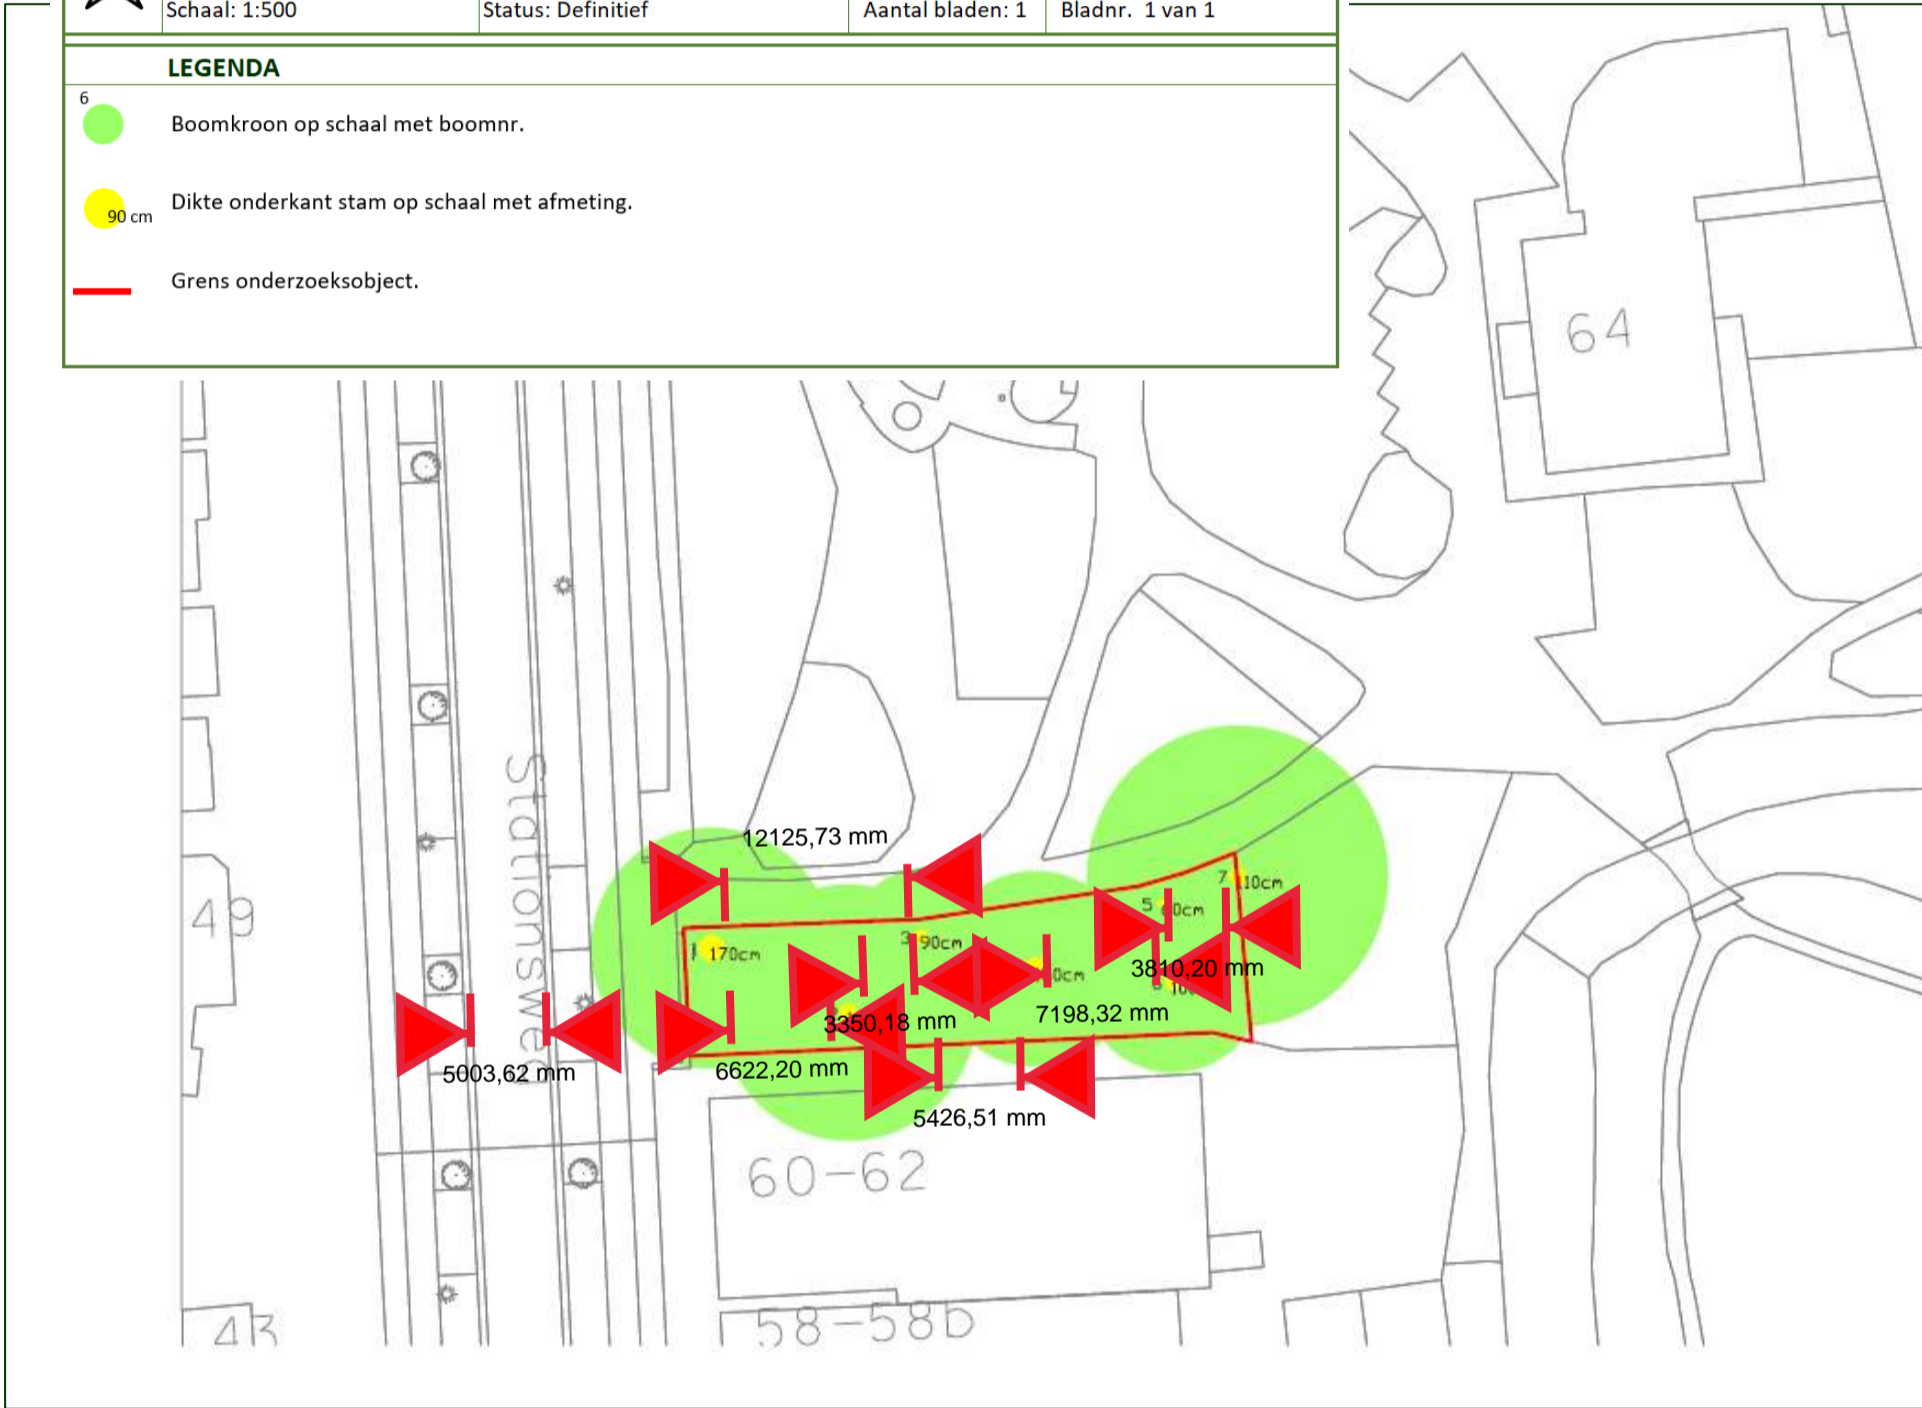 Schaal: 1:500 Status: Definitief Aantal bladen: 1 Bladnr. 1 van 1
LEGENDA
6
Boomkroon op schaal met boomnr.
90 cm Dikte onderkant stam op schaal met afmeting.
Grens onderzoeksobject.
64
Stationsweg
49
12125,73 mm
7 110cm
5
3 90cm
1 170cm
3810,20 mm
7198,32 mm
3350,18 mm
5003,62 mm
6622,20 mm
5426,51 mm
60-62
58-58b
43